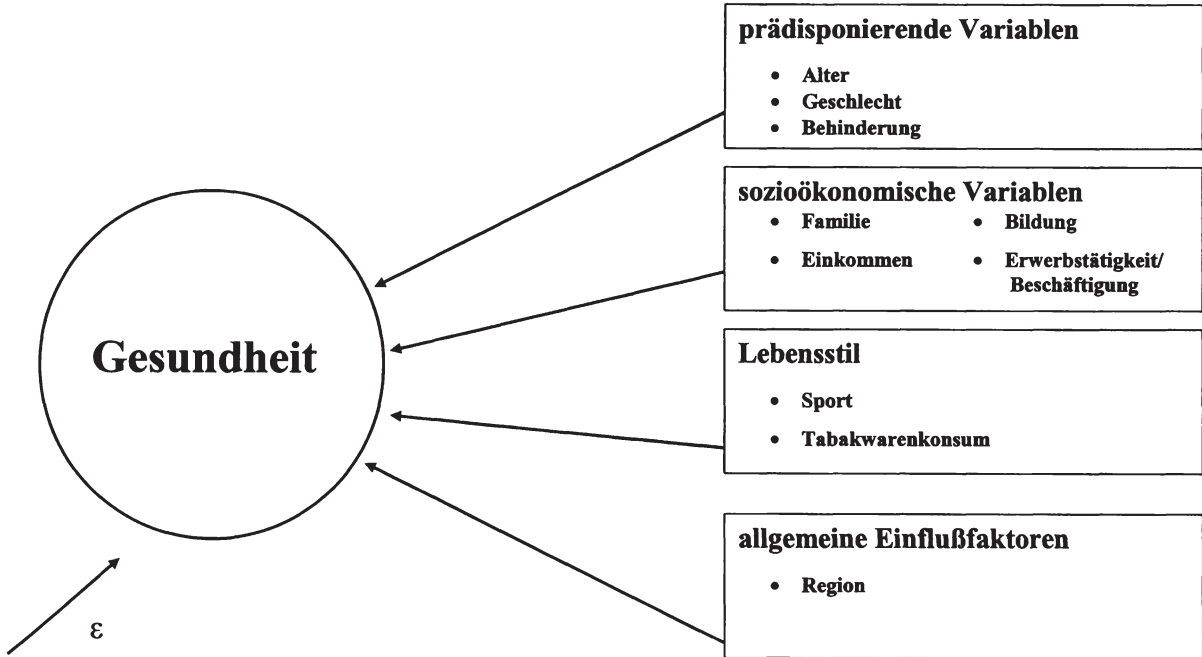 prädisponierende Variablen
• Alter
• Geschlecht
• Behinderung
sozioökonomische Variablen
• Familie • Bildung
• Einkommen • Erwerbstätigkeit/
Beschäftigung
Gesundheit
Lebensstil
• Sport
• Tabakwarenkonsum
allgemeine Einflußfaktoren
• Region
ε